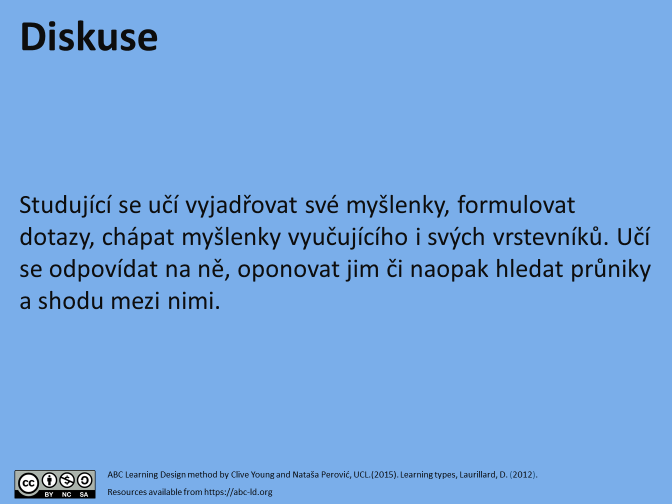 Diskuse
Studující se učí vyjadřovat své myšlenky, formulovat
dotazy, chápat myšlenky vyučujícího i svých vrstevníků. Učí
se odpovídat na ně, oponovat jim či naopak hledat průniky
a shodu mezi nimi.
ABC Learning Design method by Clive Young and Nataša Perović, UCL.(2015). Learning types, Laurillard, D. (2012).
Resources available from https://abc-ld.org
cc
BY NC SA